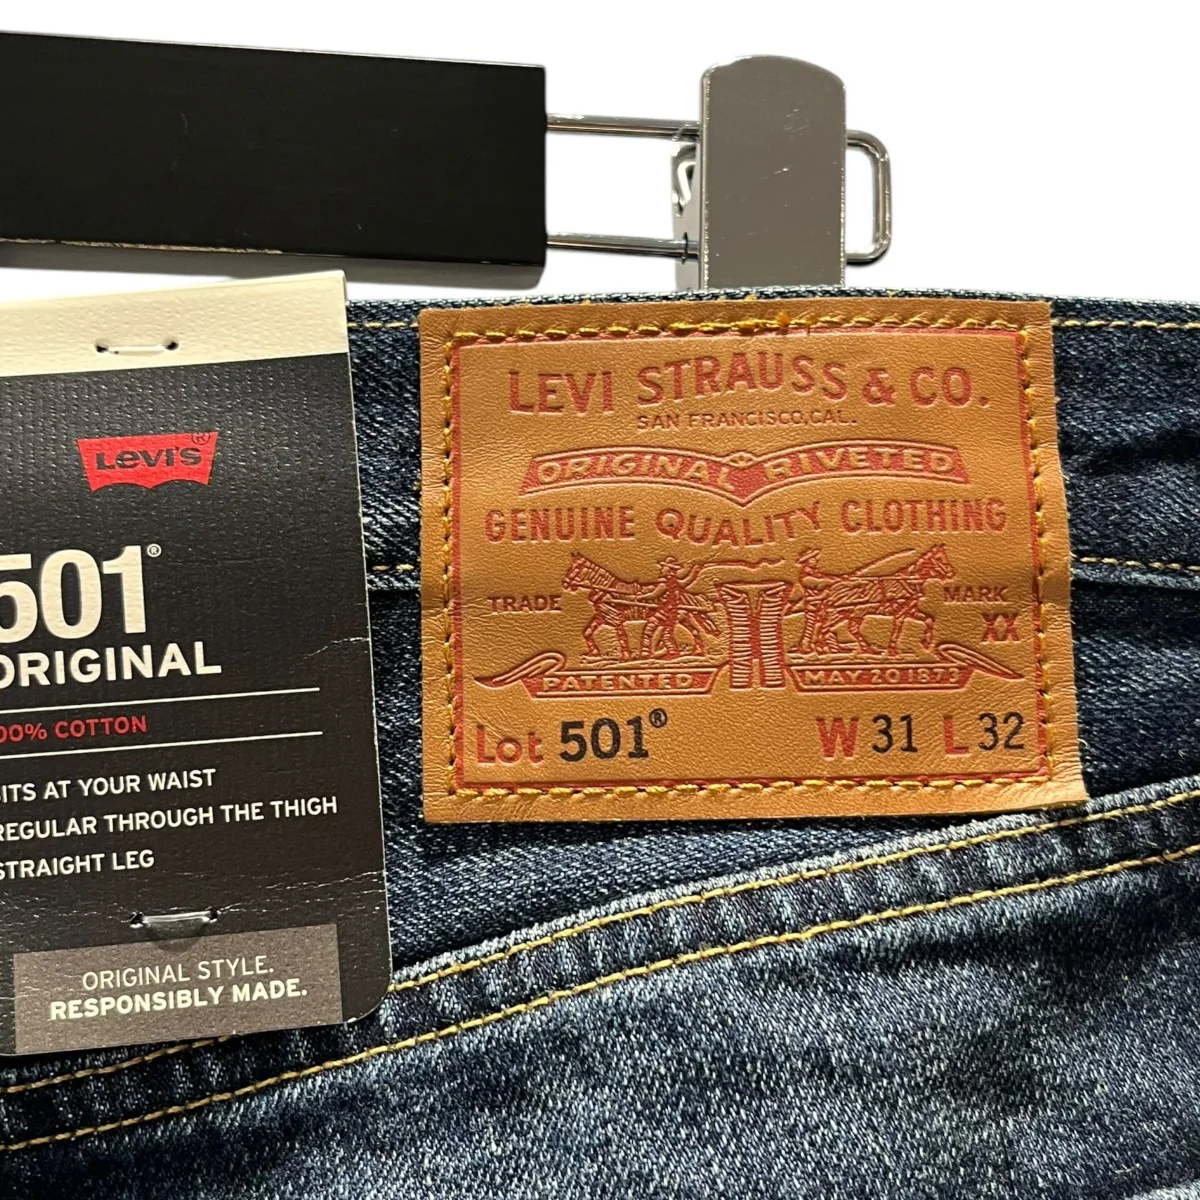 Levi's®
501®
ORIGINAL
00% COTTON
ITS AT YOUR WAIST
REGULAR THROUGH THE THIGH
STRAIGHT LEG
ORIGINAL STYLE.
RESPONSIBLY MADE.
LEVI STRAUSS & CO.
SAN FRANCISCO, CAL.
ORIGINAL RIVETED
GENUINE QUALITY CLOTHING
TRADE MARK
XX
PATENTED MAY 20 1873
Lot 501® W 31 L 32